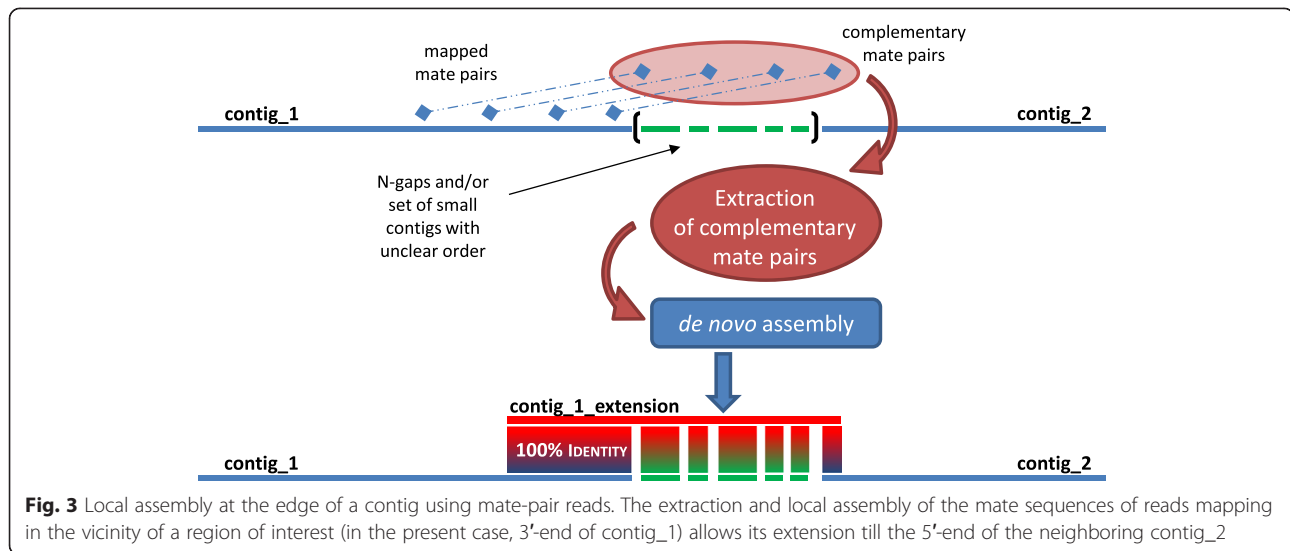 mapped
mate pairs
complementary
mate pairs
contig_1
contig_2
N-gaps and/or
set of small
contigs with
unclear order
Extraction
of complementary
mate pairs
de novo assembly
contig_1_extension
100% IDENTITY
contig_1
contig_2
Fig. 3 Local assembly at the edge of a contig using mate-pair reads. The extraction and local assembly of the mate sequences of reads mapping
in the vicinity of a region of interest (in the present case, 3′-end of contig_1) allows its extension till the 5′-end of the neighboring contig_2